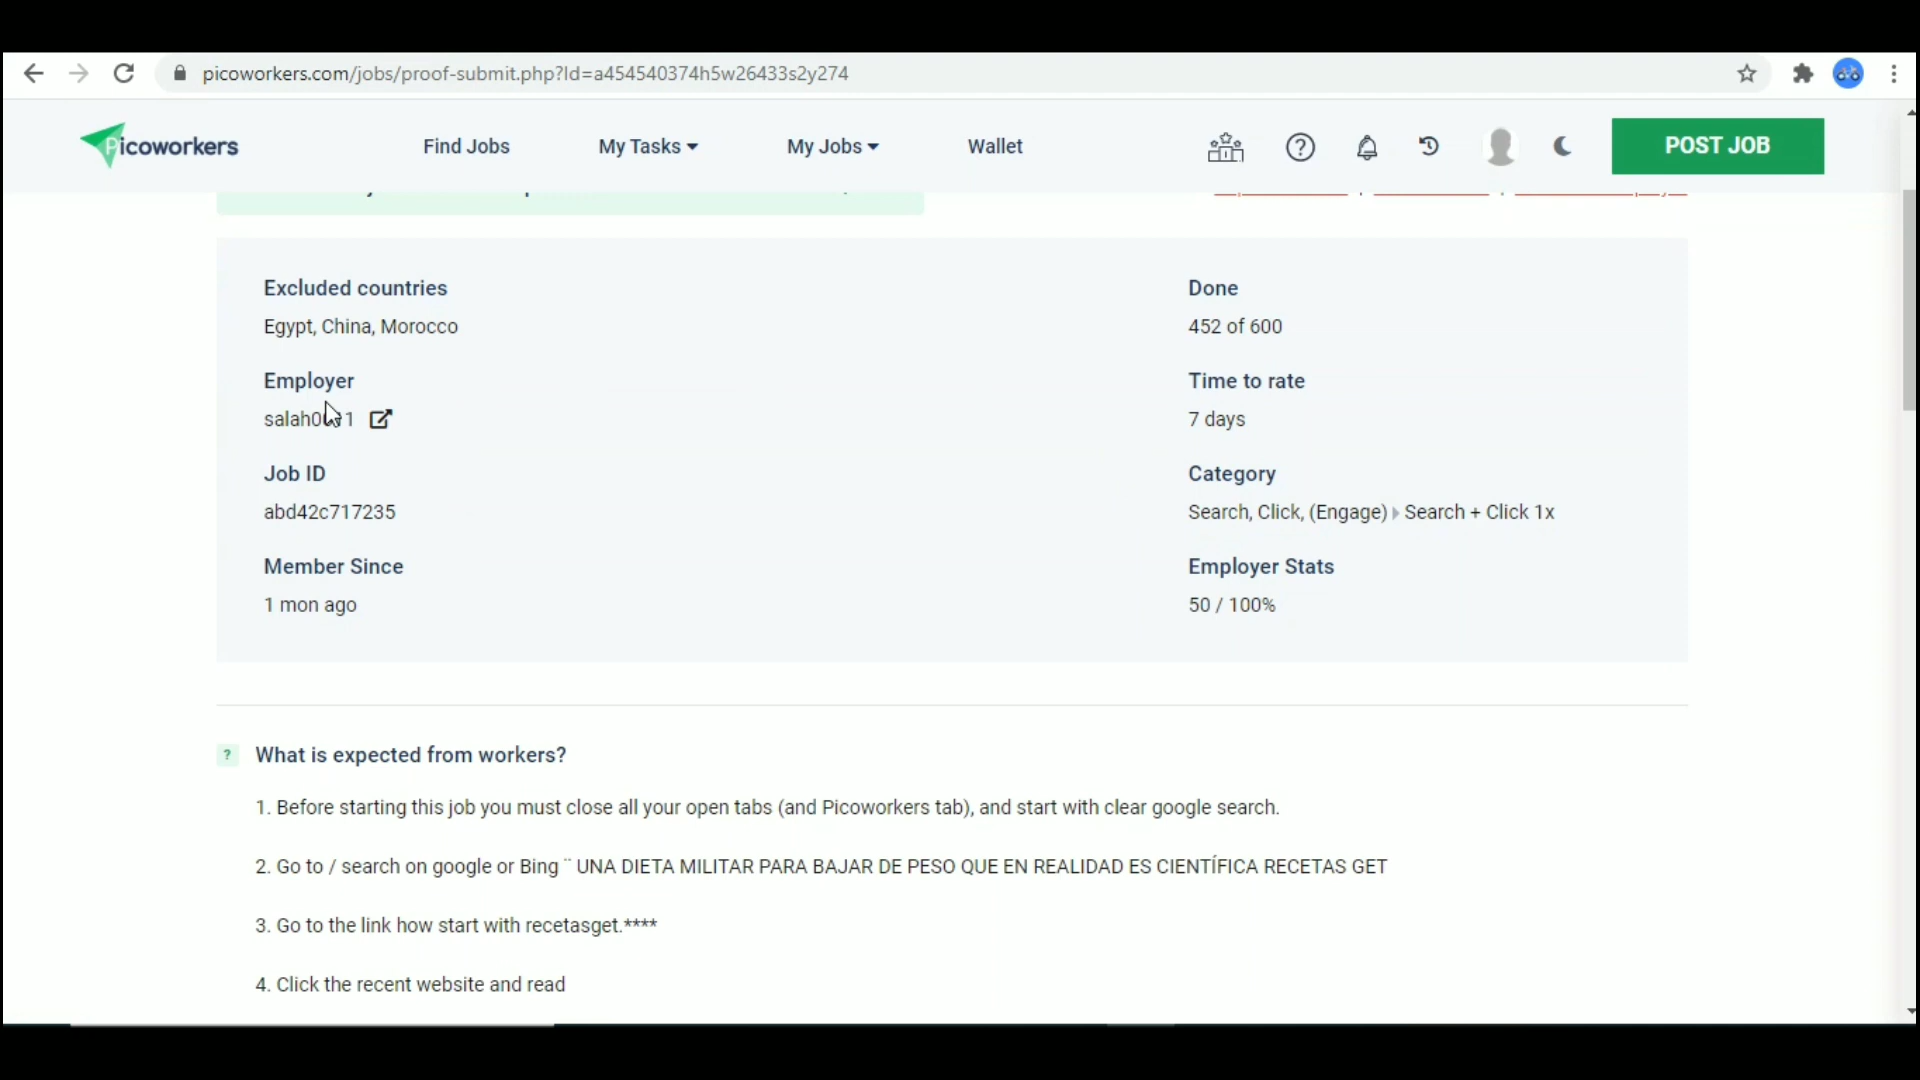 picoworkers.com/jobs/proof-submit.php?Id=a454540374h5w26433s2y274
Picoworkers
Find Jobs
My Tasks
My Jobs
Wallet
POST JOB
Excluded countries
Done
Egypt, China, Morocco
452 of 600
Employer
Time to rate
7 days
Job ID
Category
abd42c717235
Search, Click, (Engage) Search + Click 1x
Member Since
Employer Stats
1 mon ago
50 / 100%
? What is expected from workers?
1. Before starting this job you must close all your open tabs (and Picoworkers tab), and start with clear google search.
2. Go to / search on google or Bing ¨ UNA DIETA MILITAR PARA BAJAR DE PESO QUE EN REALIDAD ES CIENTÍFICA RECETAS GET
3. Go to the link how start with recetasget.****
4. Click the recent website and read